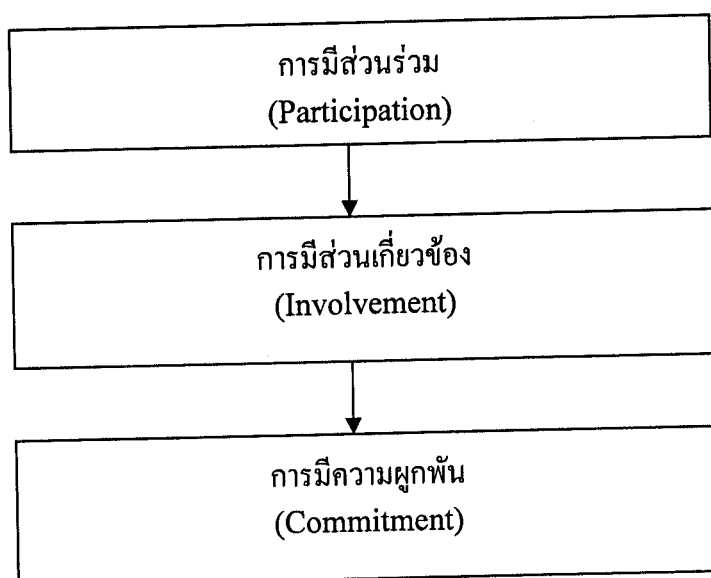 การมีส่วนร่วม
(Participation)
การมีส่วนเกี่ยวข้อง
(Involvement)
การมีความผูกพัน
(Commitment)